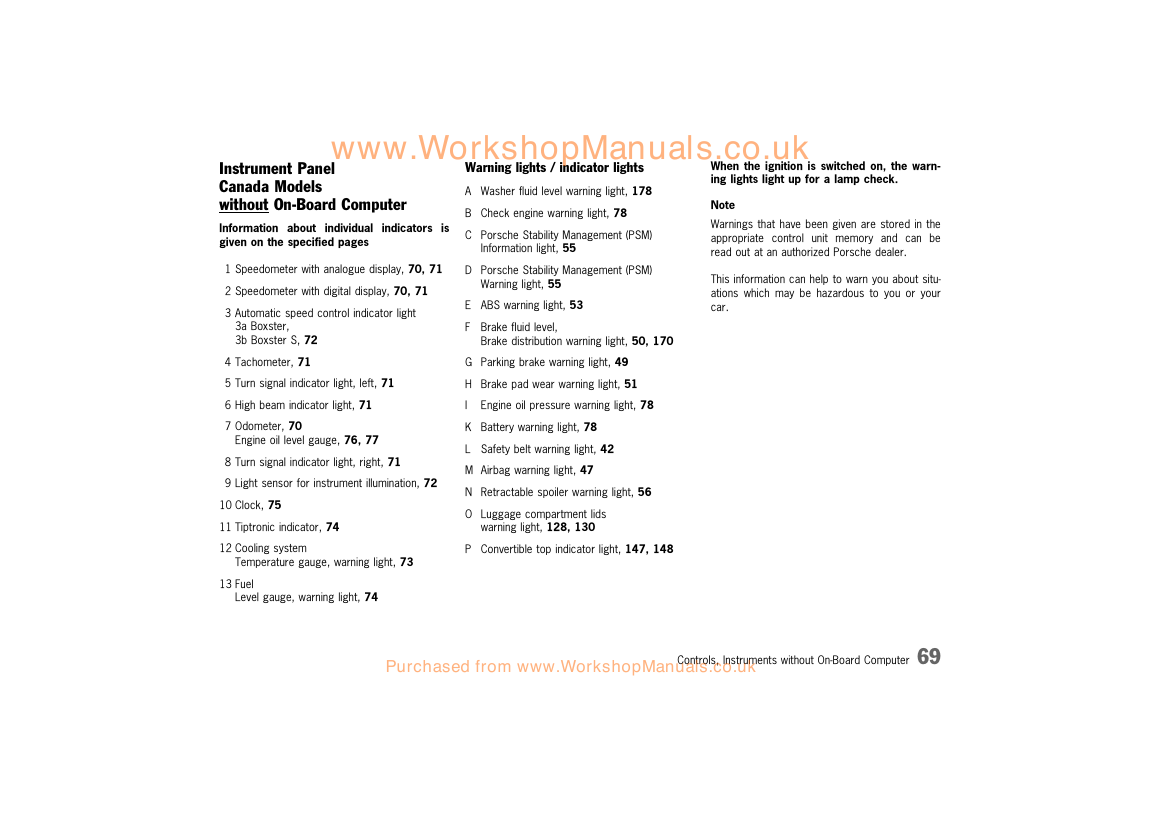 www.WorkshopManuals.co.uk
Instrument Panel
Canada Models
without On-Board Computer
Information about individual indicators is
given on the specified pages
1 Speedometer with analogue display, 70, 71
2 Speedometer with digital display, 70, 71
3 Automatic speed control indicator light
3a Boxster,
3b Boxster S, 72
4 Tachometer, 71
5 Turn signal indicator light, left, 71
6 High beam indicator light, 71
7 Odometer, 70
Engine oil level gauge, 76, 77
8 Turn signal indicator light, right, 71
9 Light sensor for instrument illumination, 72
10 Clock, 75
11 Tiptronic indicator, 74
12 Cooling system
Temperature gauge, warning light, 73
13 Fuel
Level gauge, warning light, 74
Warning lights / indicator lights
A Washer fluid level warning light, 178
B Check engine warning light, 78
C Porsche Stability Management (PSM)
Information light, 55
D Porsche Stability Management (PSM)
Warning light, 55
E ABS warning light, 53
F Brake fluid level,
Brake distribution warning light, 50, 170
G Parking brake warning light, 49
H Brake pad wear warning light, 51
I Engine oil pressure warning light, 78
K Battery warning light, 78
L Safety belt warning light, 42
M Airbag warning light, 47
N Retractable spoiler warning light, 56
O Luggage compartment lids
warning light, 128, 130
P Convertible top indicator light, 147, 148
When the ignition is switched on, the warn-
ing lights light up for a lamp check.
Note
Warnings that have been given are stored in the
appropriate control unit memory and can be
read out at an authorized Porsche dealer.
This information can help to warn you about situ-
ations which may be hazardous to you or your
car.
Controls, Instruments without On-Board Computer 69
Purchased from www.WorkshopManuals.co.uk